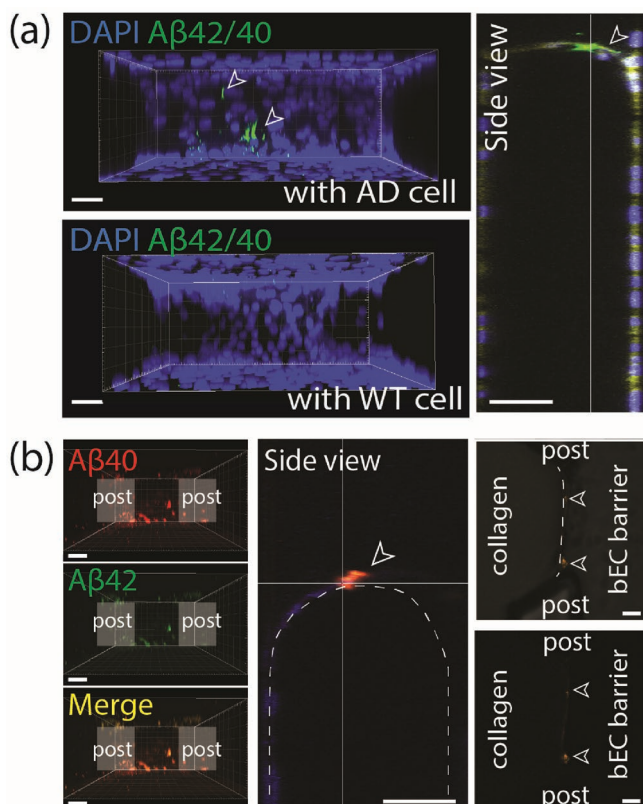 (a)
DAPI Aβ42/40
with AD cell
DAPI Aβ42/40
with WT cell
Side view
(b)
Aβ40
post
post
Aβ42
post
post
Merge
post
post
Side view
post
collagen
bEC barrier
post
post
collagen
bEC barrier
post